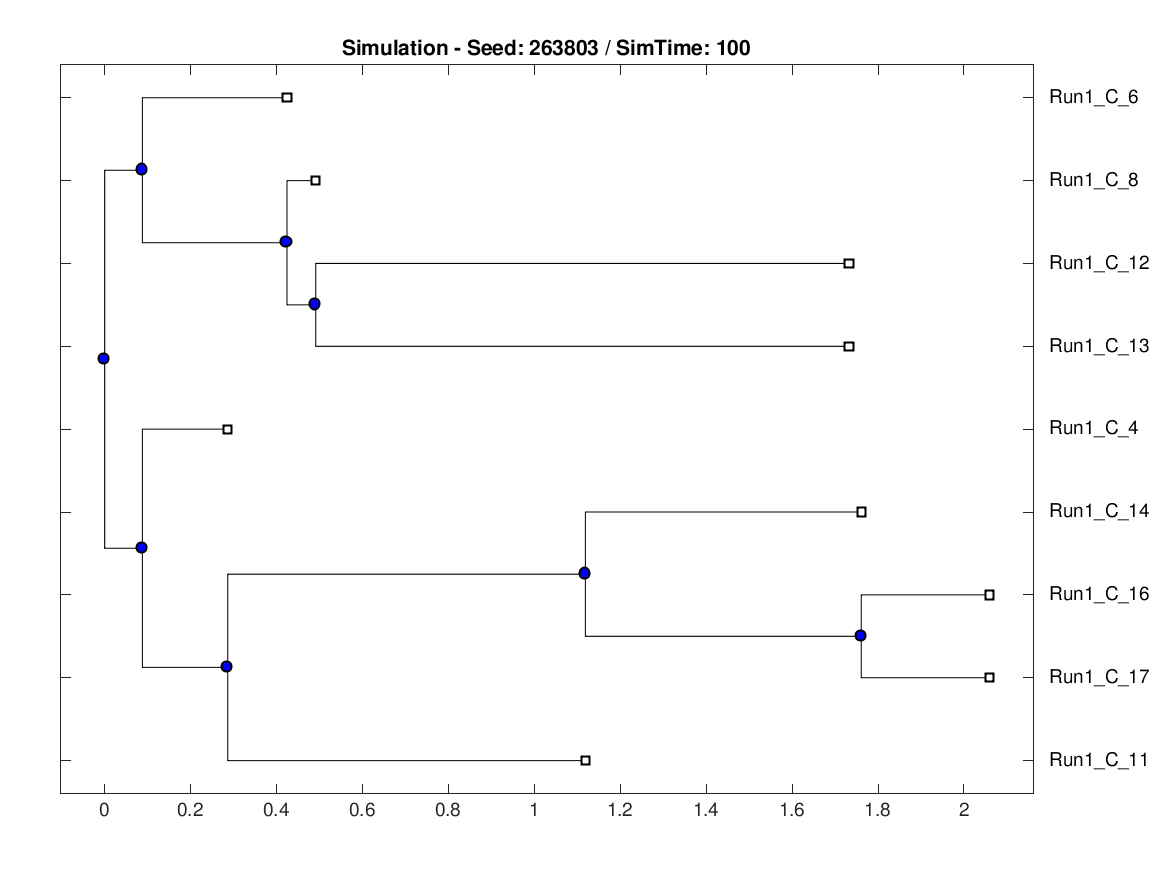 Simulation - Seed: 263803 / SimTime: 100
Run1_C_6
Run1_C_8
Run1_C_12
Run1_C_13
Run1_C_4
Run1_C_14
Run1_C_16
Run1_C_17
Run1_C_11
0 0.2 0.4 0.6 0.8 1 1.2 1.4 1.6 1.8 2